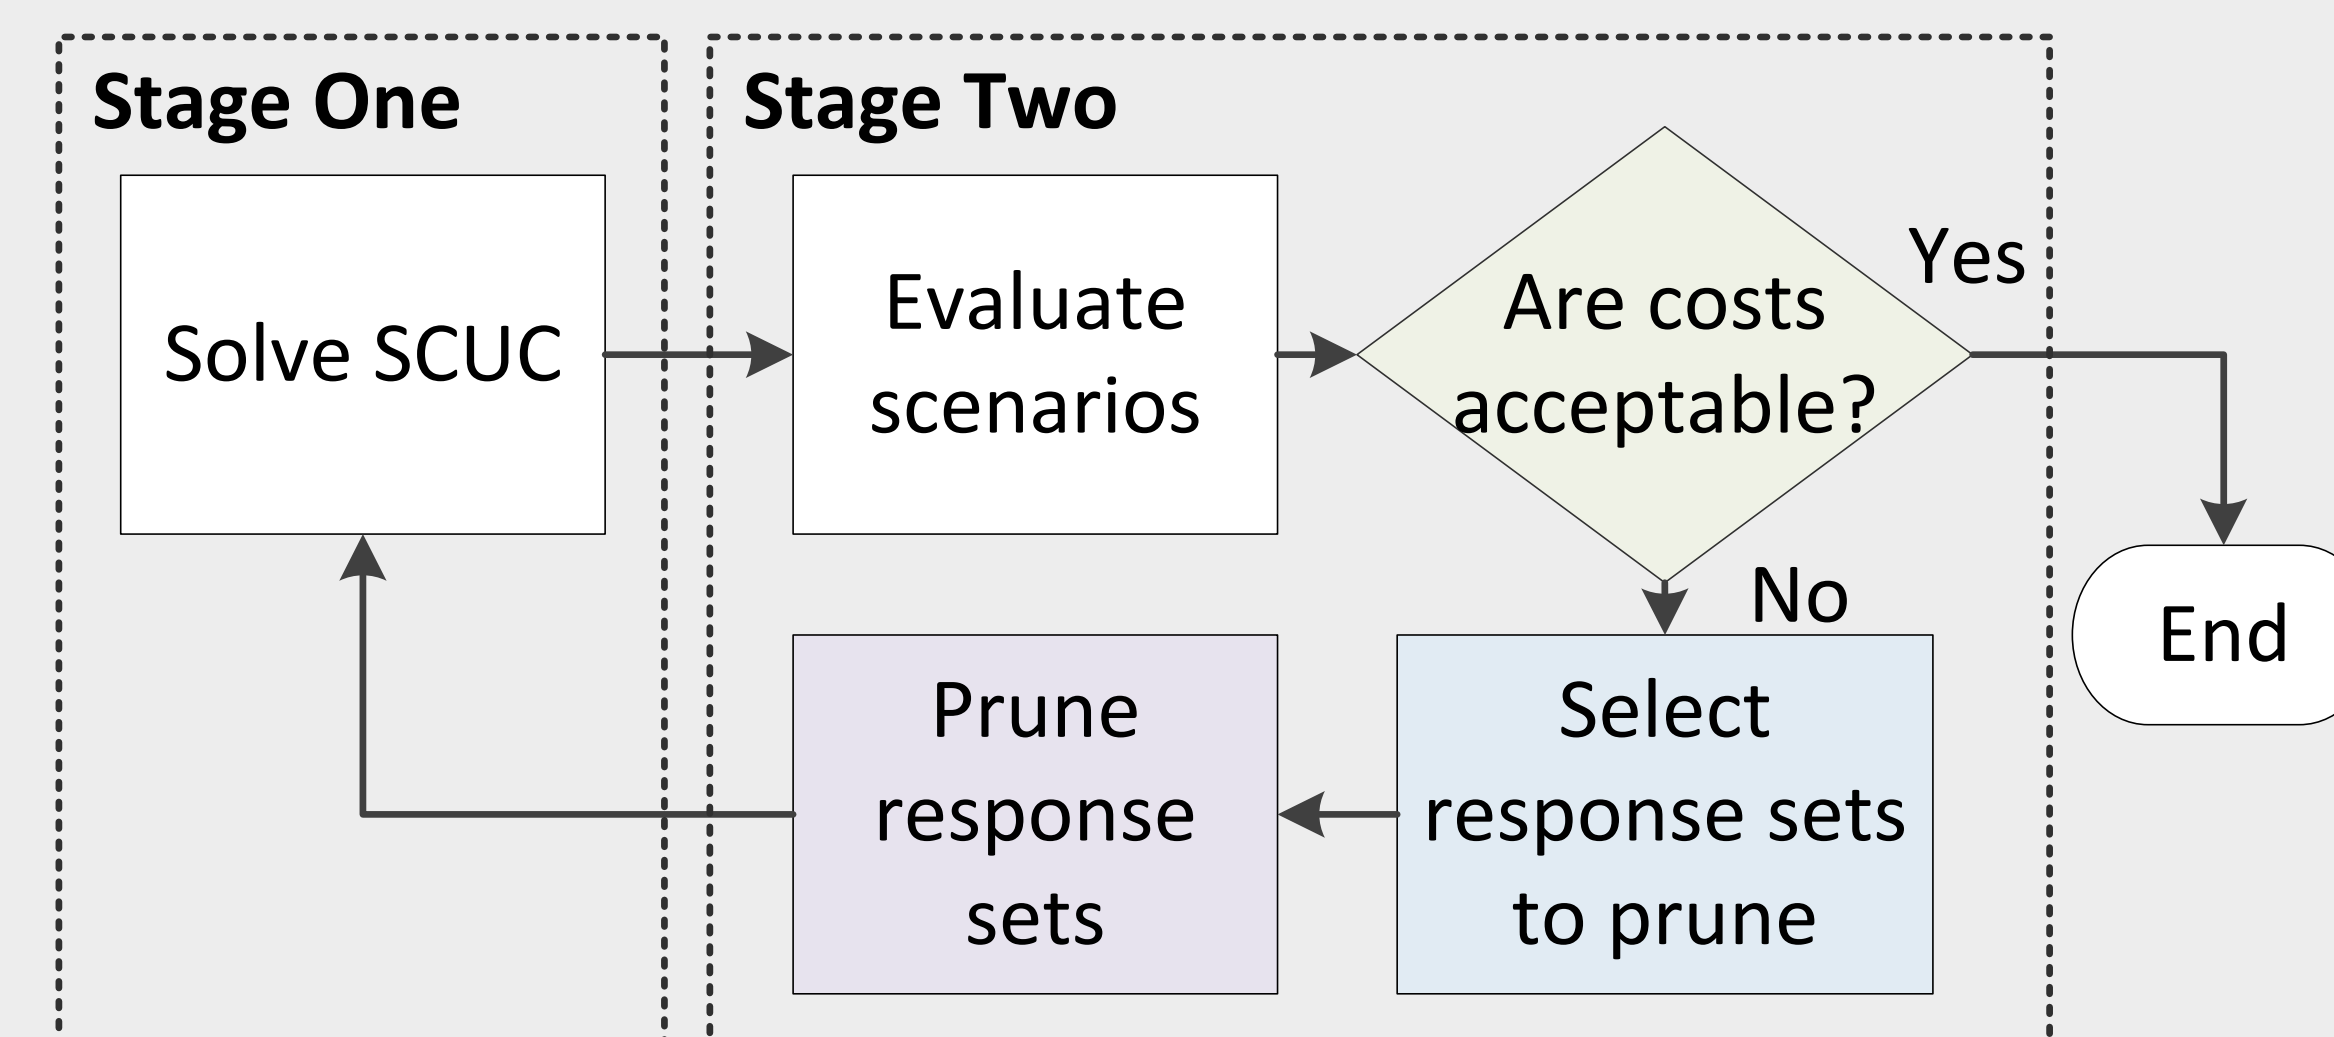 Stage One
Solve SCUC
Stage Two
Evaluate
scenarios
Are costs
acceptable?
Yes
No
End
Select
response sets
to prune
Prune
response
sets